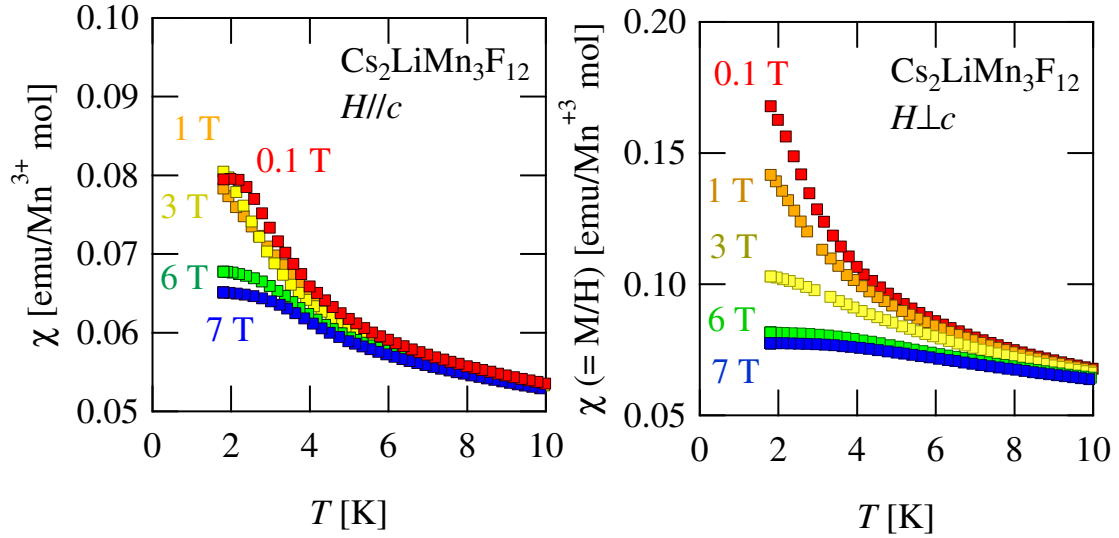 χ [emu/Mn³⁺ mol]
0.10
0.09
0.08
0.07
0.06
0.05
Cs₂LiMn₃F₁₂
H//c
1 T
0.1 T
3 T
6 T
7 T
0
2
4
6
8
10
T [K]
χ (= M/H) [emu/Mn⁺³ mol]
0.20
0.15
0.10
0.05
0.1 T
Cs₂LiMn₃F₁₂
H⊥c
1 T
3 T
6 T
7 T
0
2
4
6
8
10
T [K]